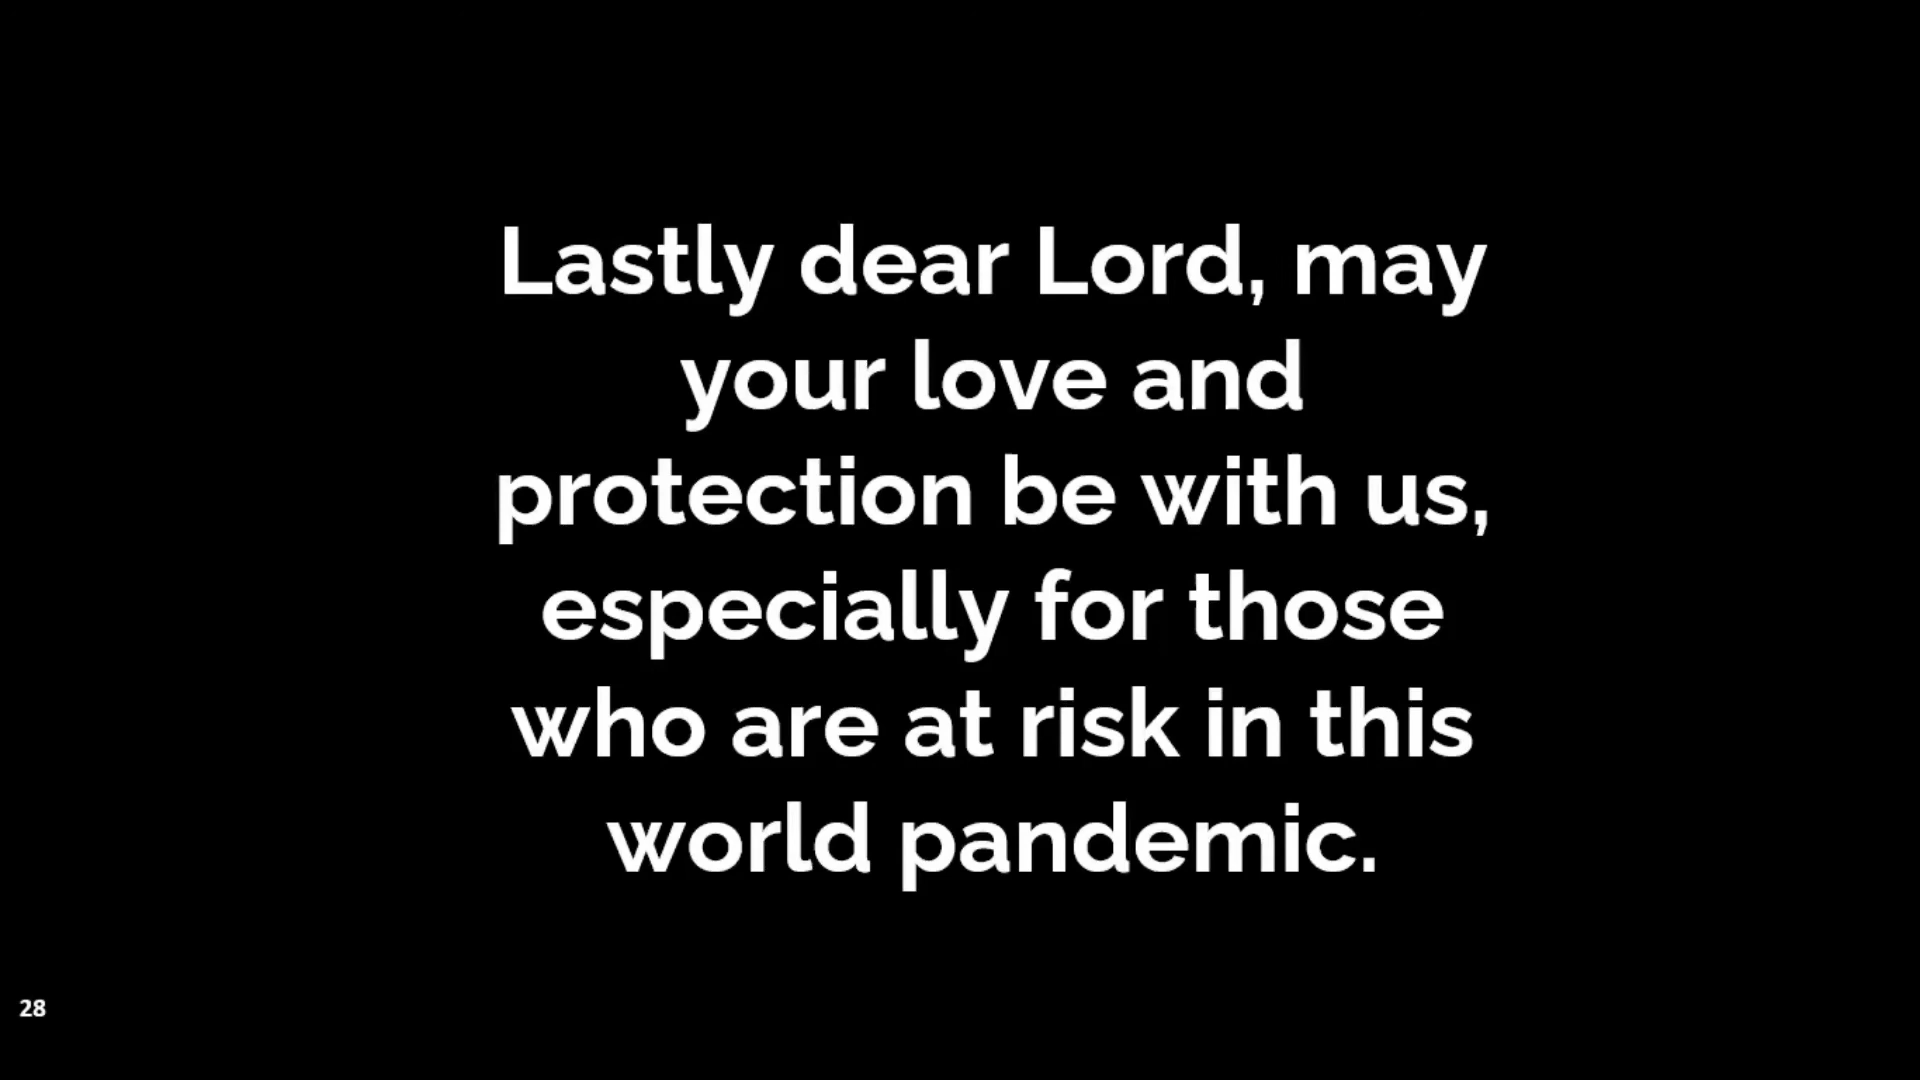 Lastly dear Lord, may
your love and
protection be with us,
especially for those
who are at risk in this
world pandemic.
28